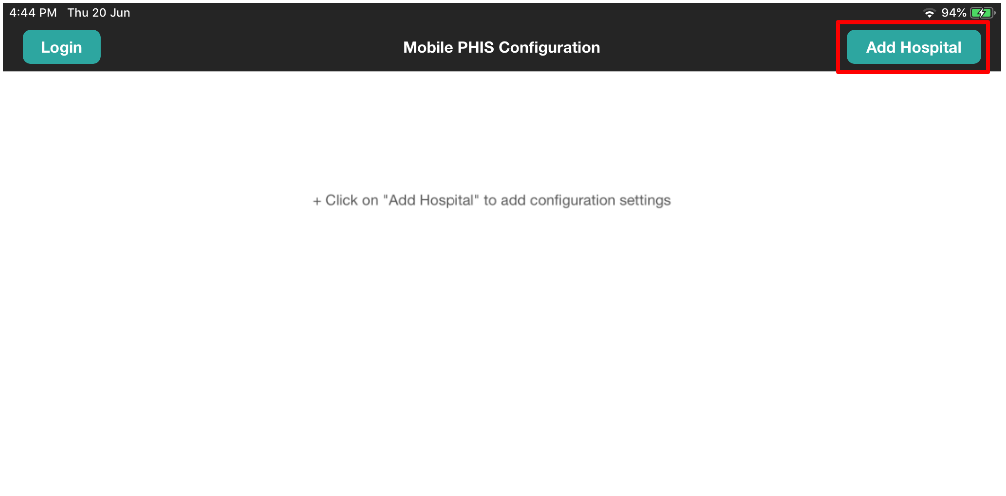 4:44 PM Thu 20 Jun 94%
Login Mobile PHIS Configuration Add Hospital
+ Click on "Add Hospital" to add configuration settings